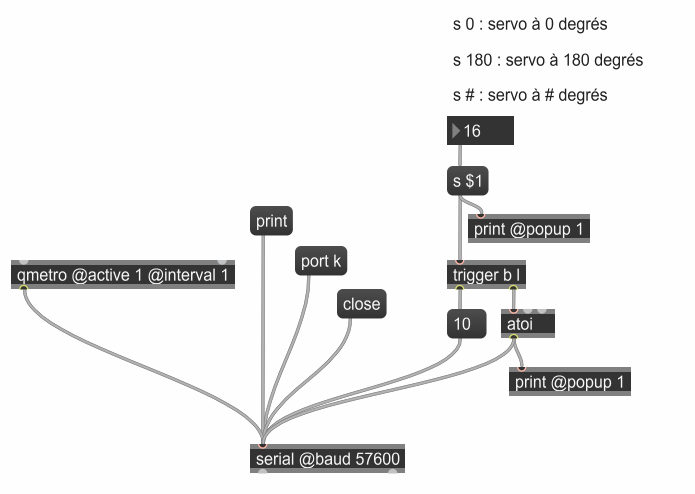 s 0 : servo à 0 degrés
s 180 : servo à 180 degrés
s # : servo à # degrés
16
s $1
print
print @popup 1
port k
qmetro @active 1 @interval 1
trigger b l
close
10
atoi
print @popup 1
serial @baud 57600